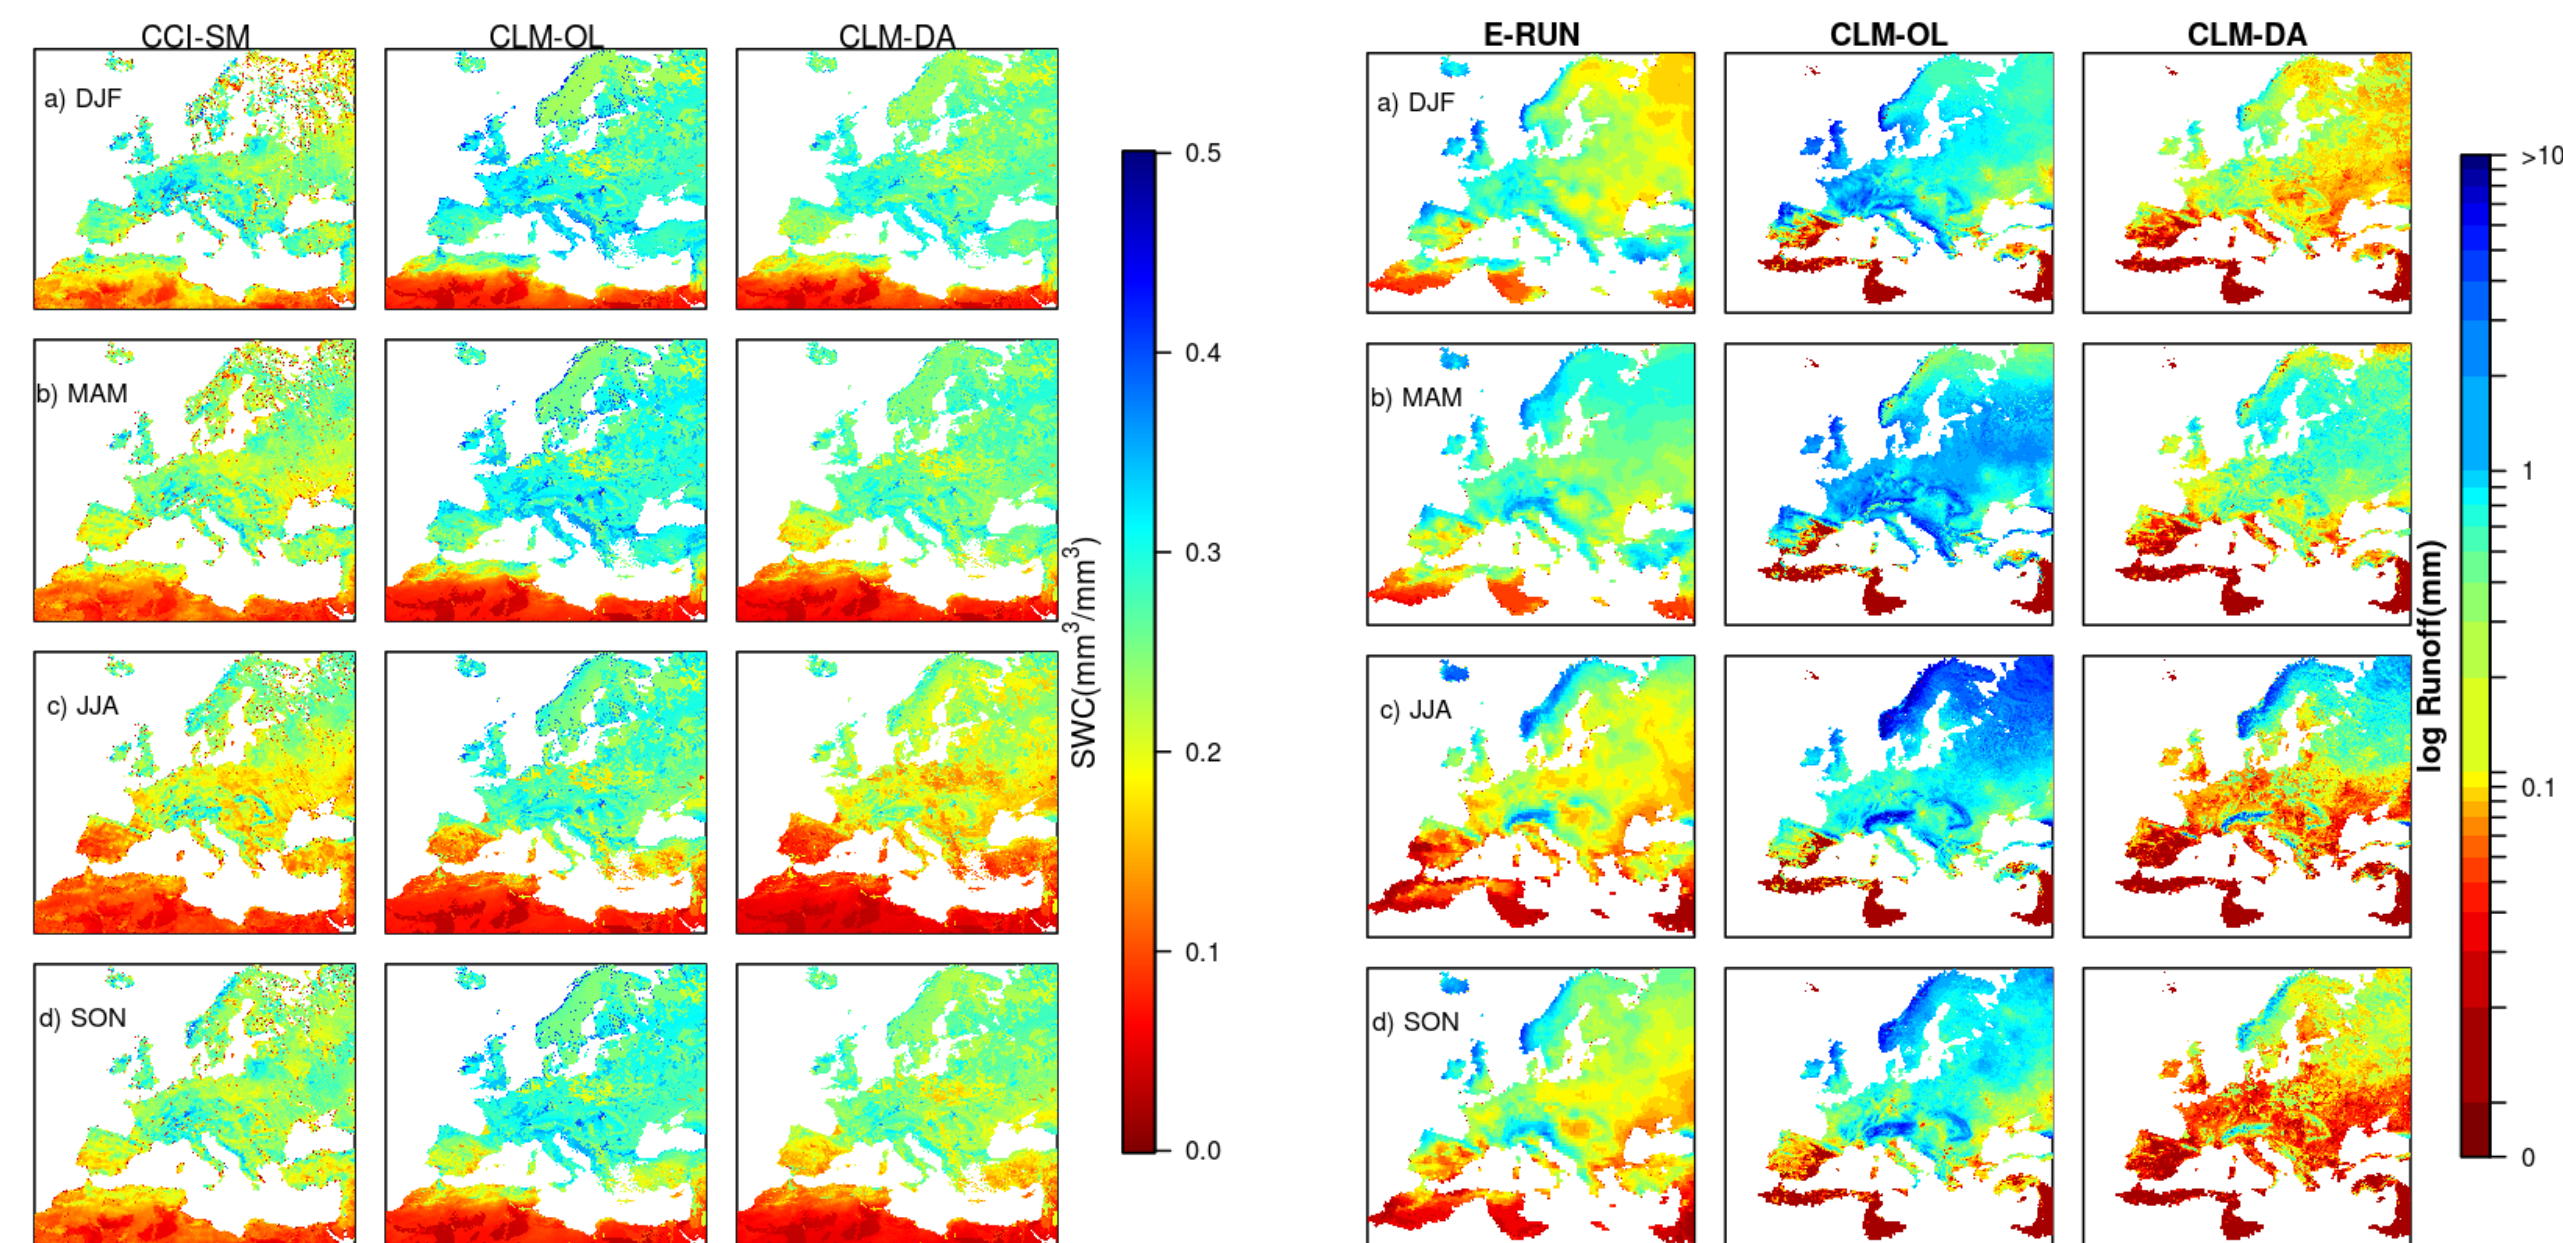 CCI-SM CLM-OL CLM-DA
a) DJF
b) MAM
c) JJA
d) SON
0.5
0.4
0.3
0.2
0.1
0.0
SWC(mm3/mm3)
E-RUN CLM-OL CLM-DA
a) DJF
b) MAM
c) JJA
d) SON
>10
1
0.1
0
log Runoff(mm)